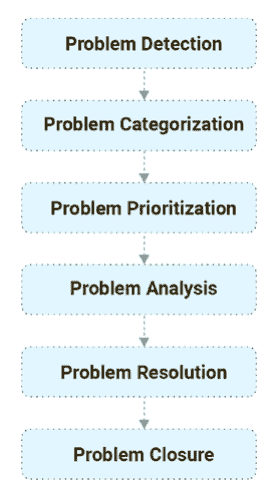 Problem Detection
Problem Categorization
Problem Prioritization
Problem Analysis
Problem Resolution
Problem Closure